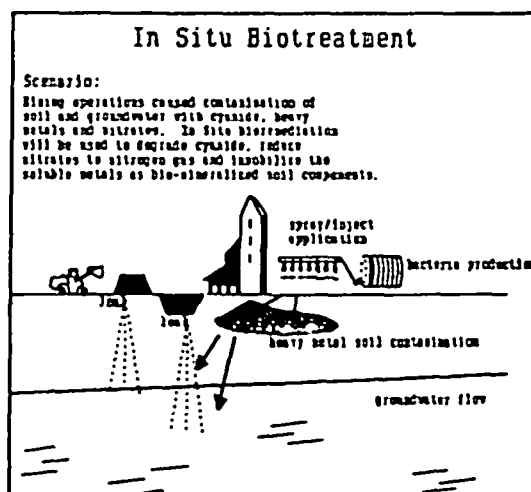 In Situ Biotreatment
Scenario:
Mining operations caused contamination of
soil and groundwater with cyanide, heavy
metals and nitrates. In Situ bioremediation
will be used to degrade cyanide, reduce
nitrates to nitrogen gas and immobilize the
soluble metals as bio-mineralized soil components.
spray/inject
application
bacteria production
heavy metal soil contamination
groundwater flow